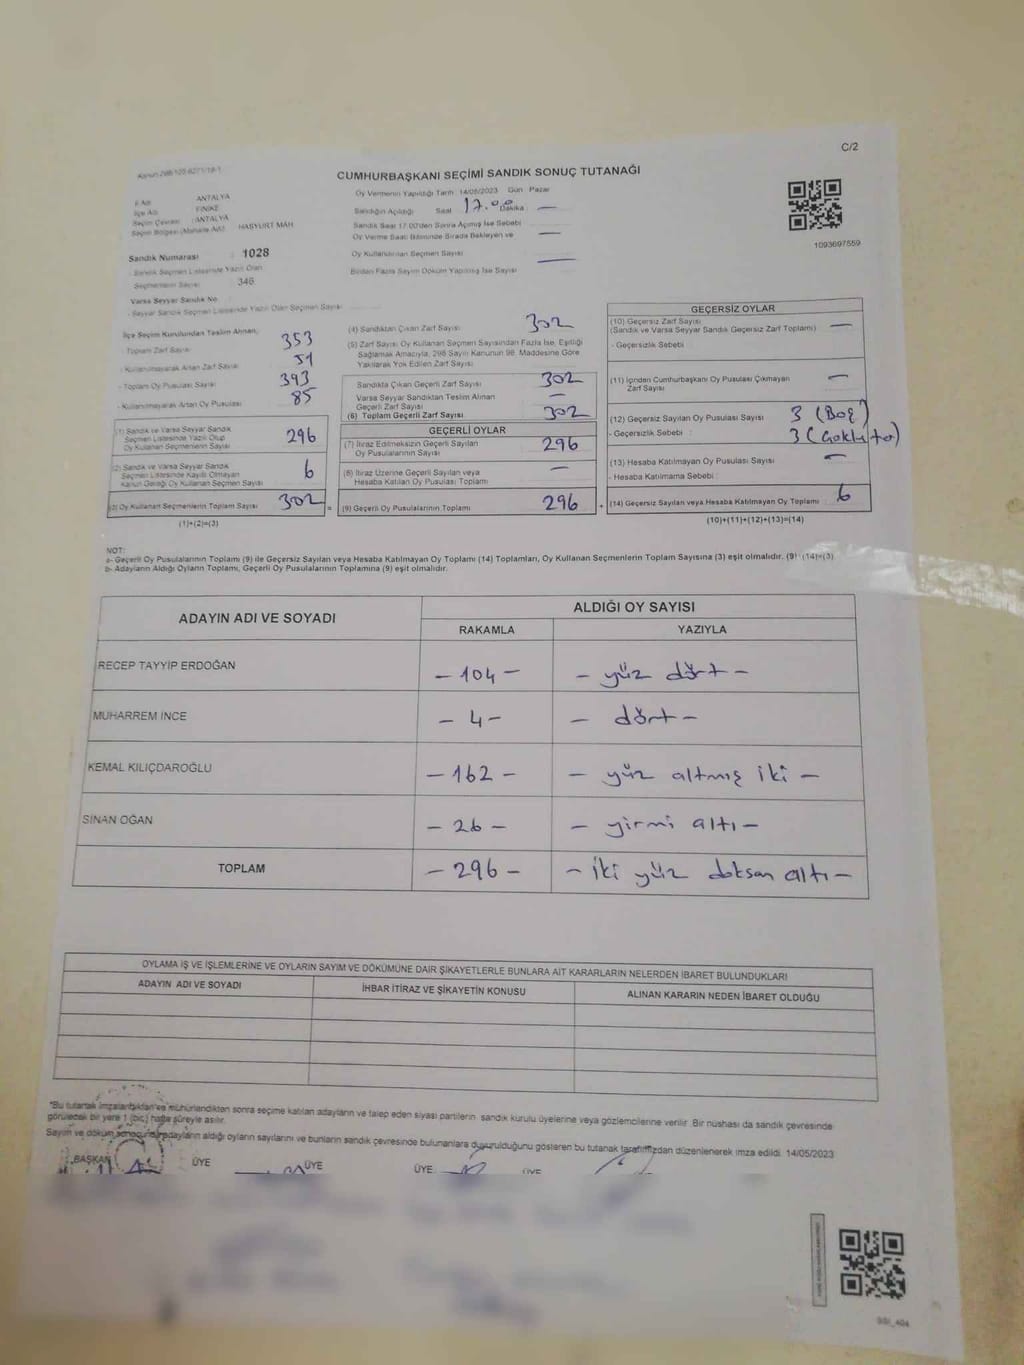 C/2
CUMHURBAŞKANI SEÇİMİ SANDIK SONUÇ TUTANAĞI
Oy Vermenin Yapıldığı Tarih 14/05/2023 Gün Pazar
İl Adı ANTALYA
İlçe Adı FİNİKE
Seçim Çevresi ANTALYA
Seçim Bölgesi (Mahalle Adı) HASYURT MAH
Sandığın Açıldığı Saat 17.00 Dakika —
Sandık Saat 17.00'den Sonra Açılmış İse Sebebi
Oy Verme Saati Bitiminde Sırada Bekleyen ve —
Oy Kullandırılan Seçmen Sayısı
Birden Fazla Sayım Döküm Yapılmış İse Sayısı —
1093697559
Sandık Numarası 1028
Sandık Seçmen Listesinde Yazılı Olan
Seçmenlerin Sayısı 346
Varsa Seyyar Sandık No
- Seyyar Sandık Seçmen Listesinde Yazılı Olan Seçmen Sayısı
İlçe Seçim Kurulundan Teslim Alınan;
- Toplam Zarf Sayısı 353
- Kullanılmayarak Artan Zarf Sayısı 51
- Toplam Oy Pusulası Sayısı 393
- Kullanılmayarak Artan Oy Pusulası 85
(1) Sandık ve Varsa Seyyar Sandık
Seçmen Listesinde Yazılı Olup
Oy Kullanan Seçmenlerin Sayısı 296
(2) Sandık ve Varsa Seyyar Sandık
Seçmen Listesinde Kayıtlı Olmayan
Kanun Gereği Oy Kullanan Seçmen Sayısı 6
(3) Oy Kullanan Seçmenlerin Toplam Sayısı 302 =
(1)+(2)=(3)
(4) Sandıktan Çıkan Zarf Sayısı 302
(5) Zarf Sayısı Oy Kullanan Seçmen Sayısından Fazla İse, Eşitliği
Sağlamak Amacıyla, 298 Sayılı Kanunun 98. Maddesine Göre
Yakılarak Yok Edilen Zarf Sayısı
Sandıkta Çıkan Geçerli Zarf Sayısı 302
Varsa Seyyar Sandıktan Teslim Alınan
Geçerli Zarf Sayısı —
(6) Toplam Geçerli Zarf Sayısı 302
GEÇERLİ OYLAR
(7) İtiraz Edilmeksizin Geçerli Sayılan
Oy Pusulalarının Sayısı 296
(8) İtiraz Üzerine Geçerli Sayılan veya
Hesaba Katılan Oy Pusulası Toplamı —
(9) Geçerli Oy Pusulalarının Toplamı 296 +
GEÇERSİZ OYLAR
(10) Geçersiz Zarf Sayısı
(Sandık ve Varsa Seyyar Sandık Geçersiz Zarf Toplamı) —
- Geçersizlik Sebebi
(11) İçinden Cumhurbaşkanı Oy Pusulası Çıkmayan
Zarf Sayısı —
(12) Geçersiz Sayılan Oy Pusulası Sayısı 3 (Boş)
- Geçersizlik Sebebi 3
(13) Hesaba Katılmayan Oy Pusulası Sayısı —
- Hesaba Katılmama Sebebi
(14) Geçersiz Sayılan veya Hesaba Katılmayan Oy Toplamı 6
(10)+(11)+(12)+(13)=(14)
NOT:
a- Geçerli Oy Pusulalarının Toplamı (9) ile Geçersiz Sayılan veya Hesaba Katılmayan Oy Toplamı (14) Toplamları, Oy Kullanan Seçmenlerin Toplam Sayısına (3) eşit olmalıdır. (9)+(14)=(3)
b- Adayların Aldığı Oyların Toplamı, Geçerli Oy Pusulalarının Toplamına (9) eşit olmalıdır.
ADAYIN ADI VE SOYADI ALDIĞI OY SAYISI
RAKAMLA YAZIYLA
RECEP TAYYİP ERDOĞAN – 104 – – yüz dört –
MUHARREM İNCE – 4 – – dört –
KEMAL KILIÇDAROĞLU – 162 – – yüz altmış iki –
SİNAN OĞAN – 26 – – yirmi altı –
TOPLAM – 296 – – iki yüz doksan altı –
OYLAMA İŞ VE İŞLEMLERİNE VE OYLARIN SAYIM VE DÖKÜMÜNE DAİR ŞİKAYETLERLE BUNLARA AİT KARARLARIN NELERDEN İBARET BULUNDUKLARI
ADAYIN ADI VE SOYADI İHBAR İTİRAZ VE ŞİKAYETİN KONUSU ALINAN KARARIN NEDEN İBARET OLDUĞU
*Bu tutanak imzalandıktan ve mühürlendikten sonra seçime katılan adayların ve talep eden siyasi partilerin sandık kurulu üyelerine veya gözlemcilerine verilir. Bir nüshası da sandık çevresinde
görülecek bir yere 1 (bir) hafta süreyle asılır.
Sayım ve döküm sonucunda adayların aldığı oyların sayılarını ve bunların sandık çevresinde bulunanlara duyurulduğunu gösteren bu tutanak tarafımızdan düzenlenerek imza edildi. 14/05/2023
BAŞKAN ÜYE ÜYE ÜYE ÜYE